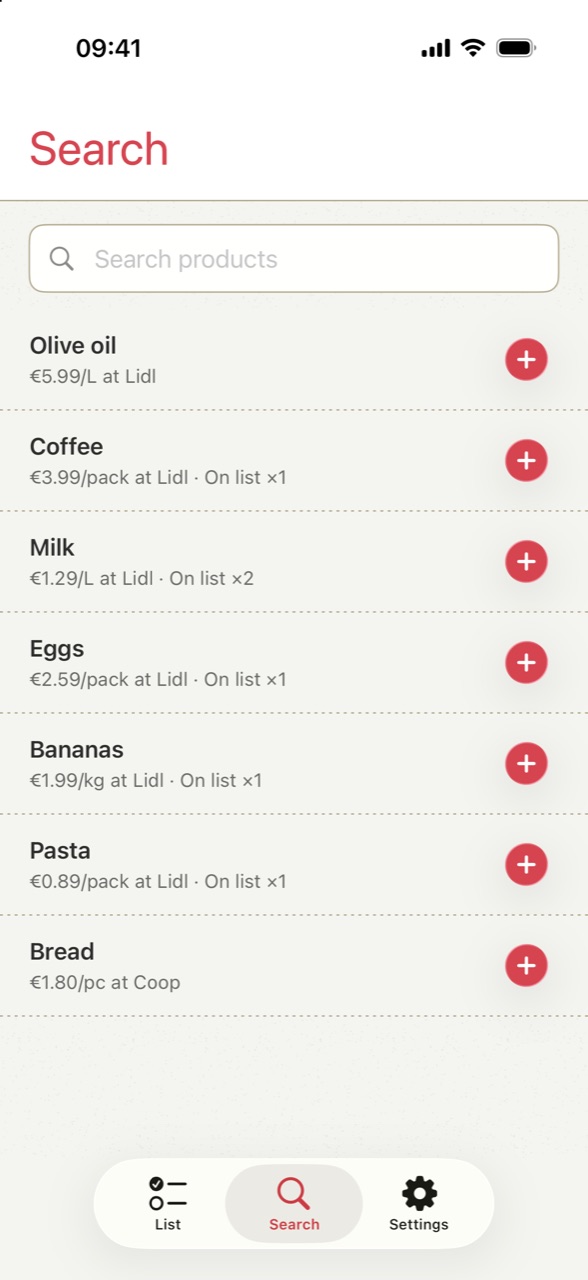 09:41
Search
Search products
Olive oil
€5.99/L at Lidl
Coffee
€3.99/pack at Lidl · On list ×1
Milk
€1.29/L at Lidl · On list ×2
Eggs
€2.59/pack at Lidl · On list ×1
Bananas
€1.99/kg at Lidl · On list ×1
Pasta
€0.89/pack at Lidl · On list ×1
Bread
€1.80/pc at Coop
List
Search
Settings